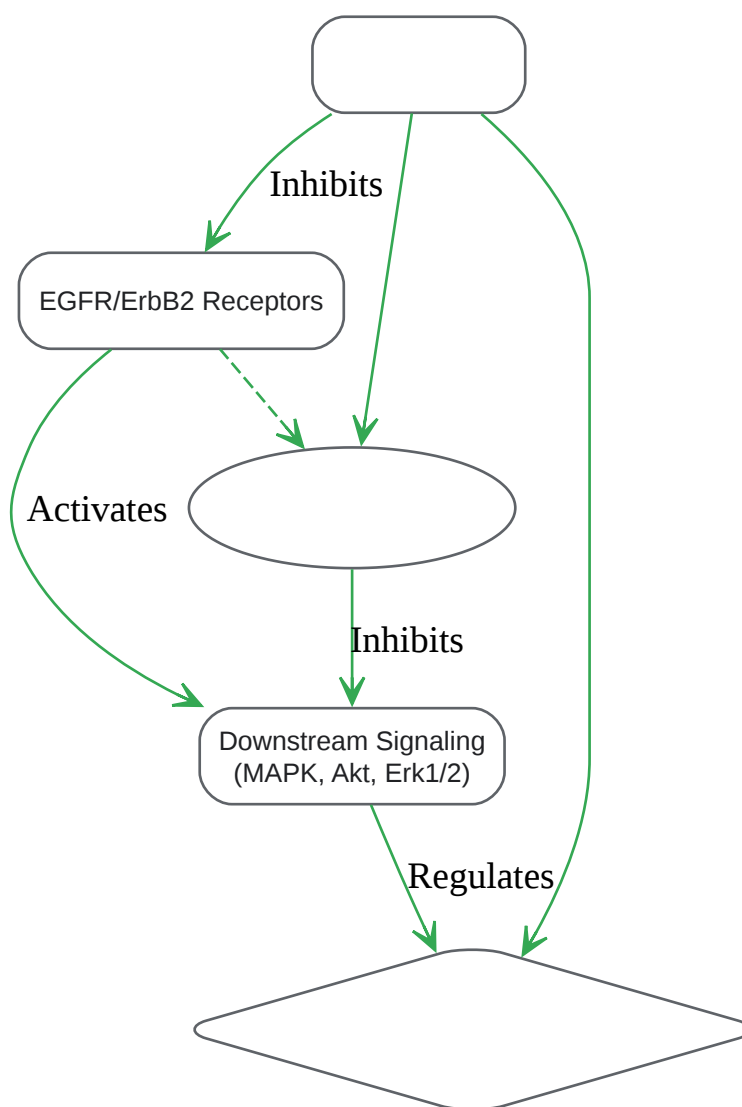 Inhibits
EGFR/ErbB2 Receptors
Activates
Inhibits
Downstream Signaling
(MAPK, Akt, Erk1/2)
Regulates